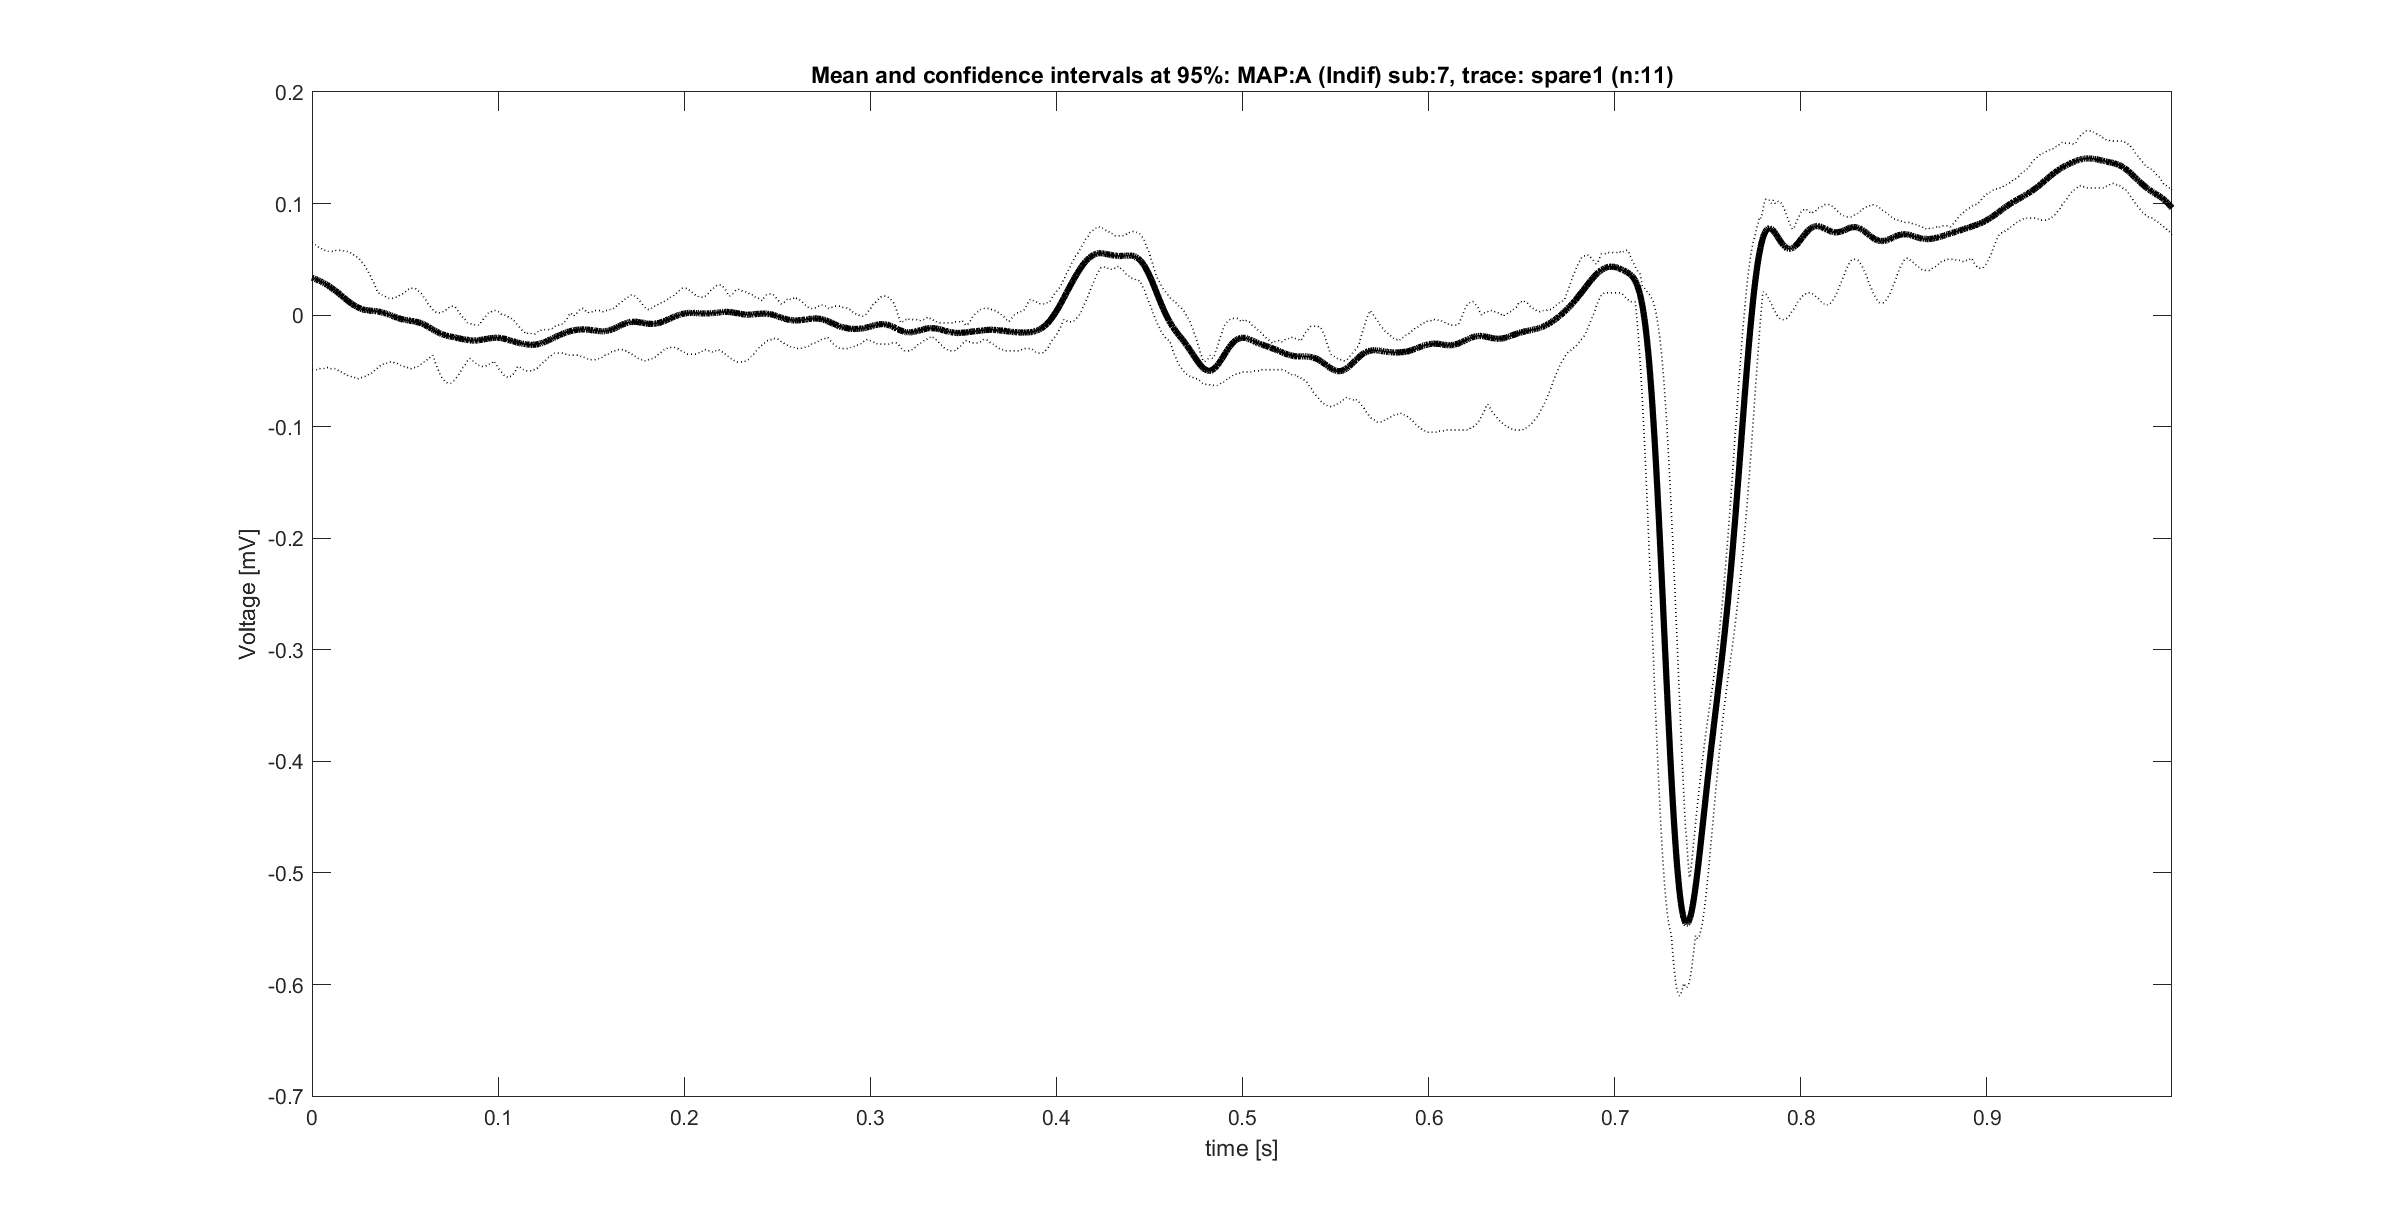 Mean and confidence intervals at 95%: MAP:A (Indif) sub:7, trace: spare1 (n:11)
0.2
0.1
0
-0.1
-0.2
-0.3
-0.4
-0.5
-0.6
-0.7
Voltage [mV]
0 0.1 0.2 0.3 0.4 0.5 0.6 0.7 0.8 0.9
time [s]